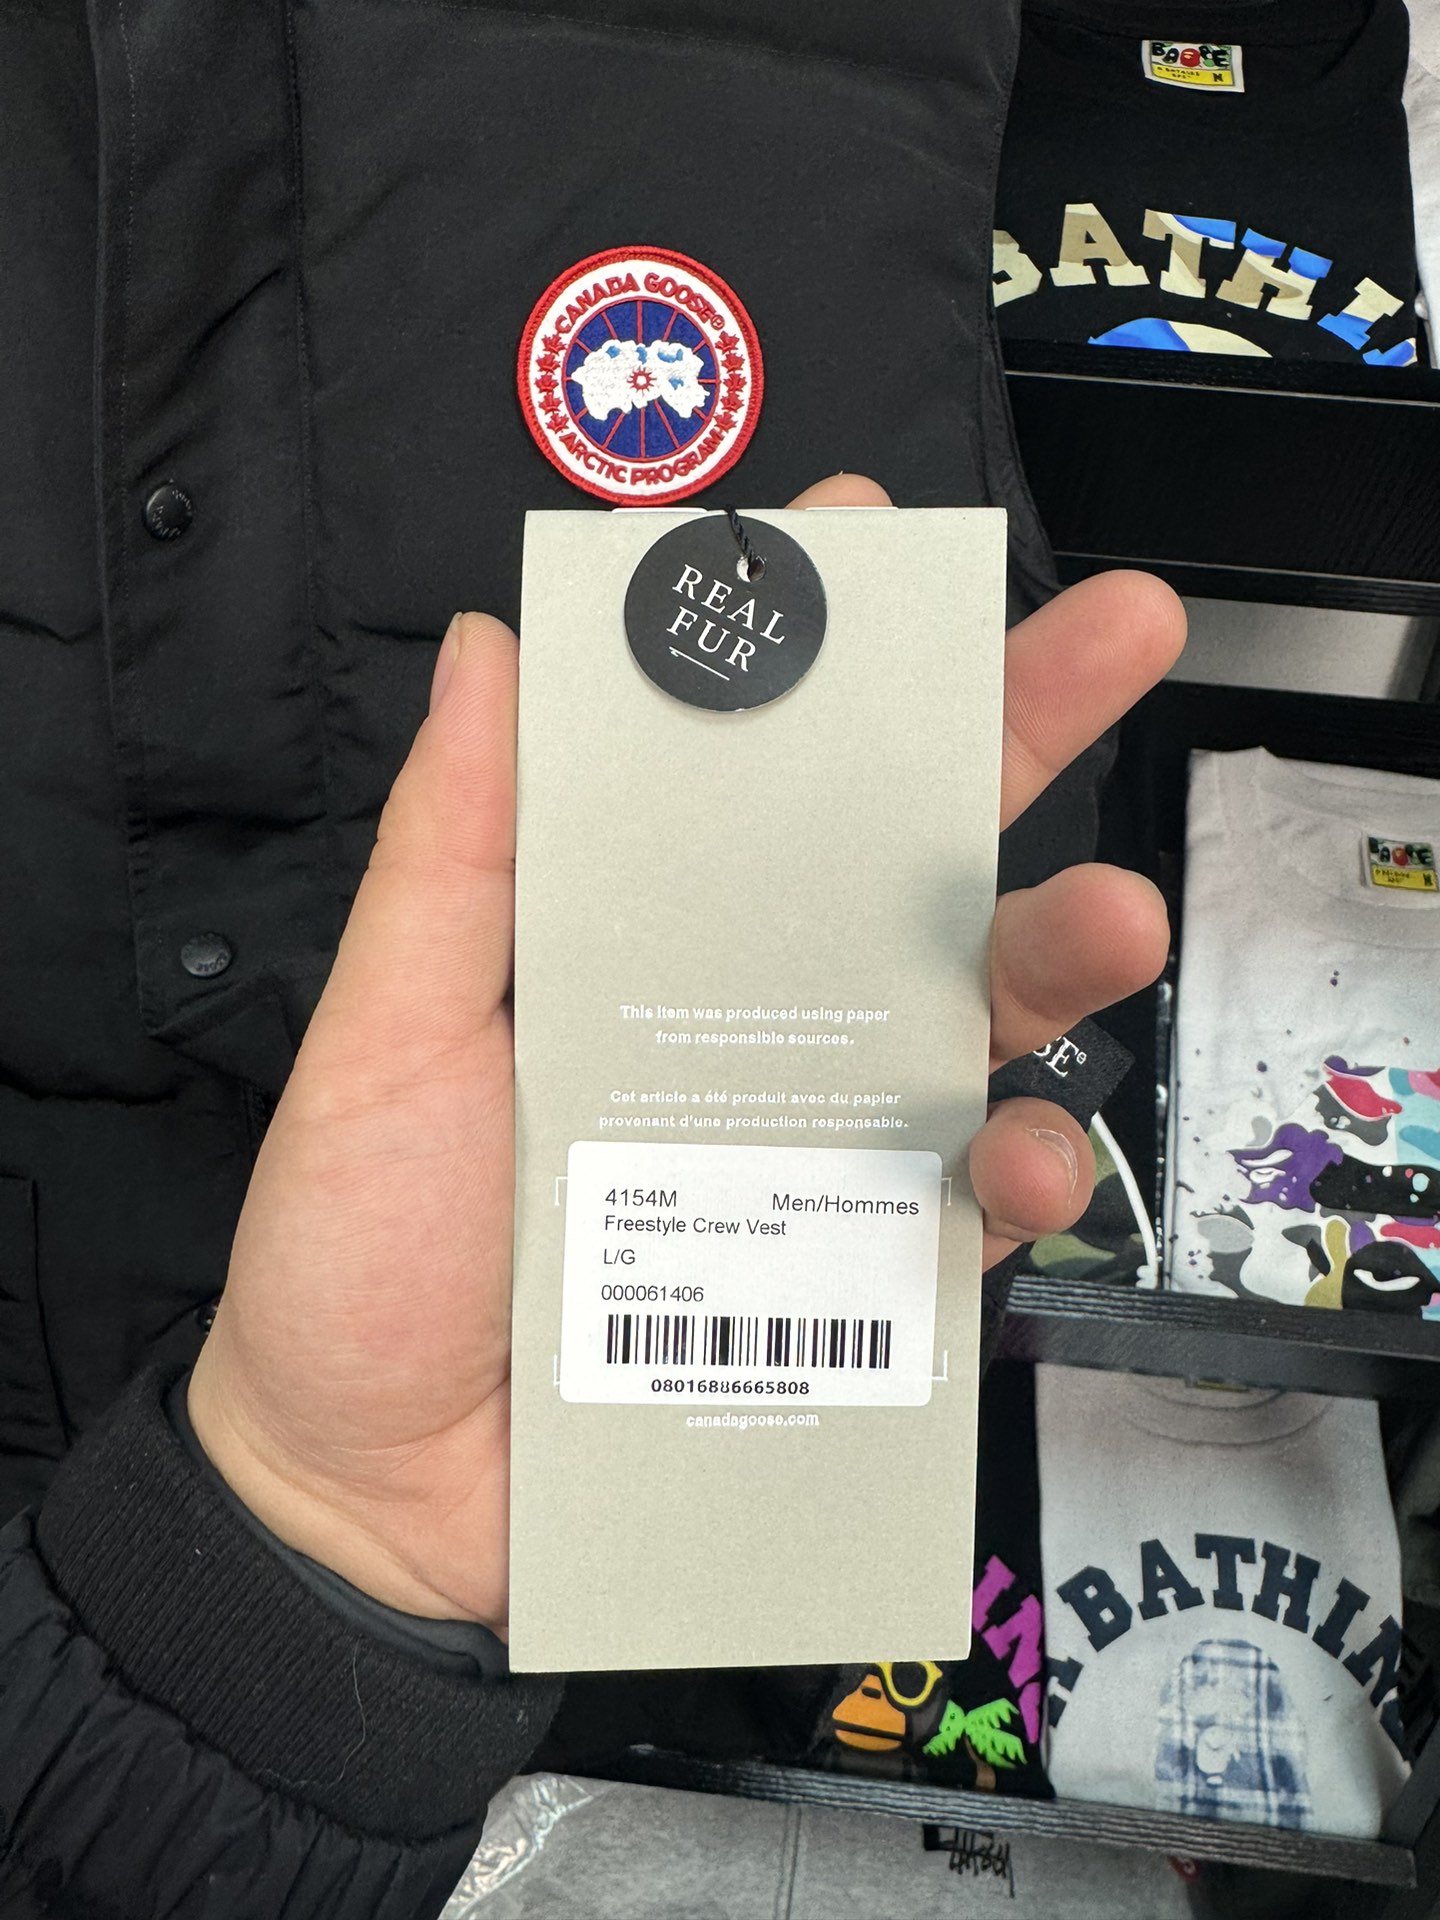 CANADA GOOSE®
ARCTIC PROGRAM
REAL
FUR
This item was produced using paper
from responsible sources.
Cet article a été produit avec du papier
provenant d'une production responsable.
4154M Men/Hommes
Freestyle Crew Vest
L/G
000061406
08016886665808
canadagoose.com
BATHI
BATHIN